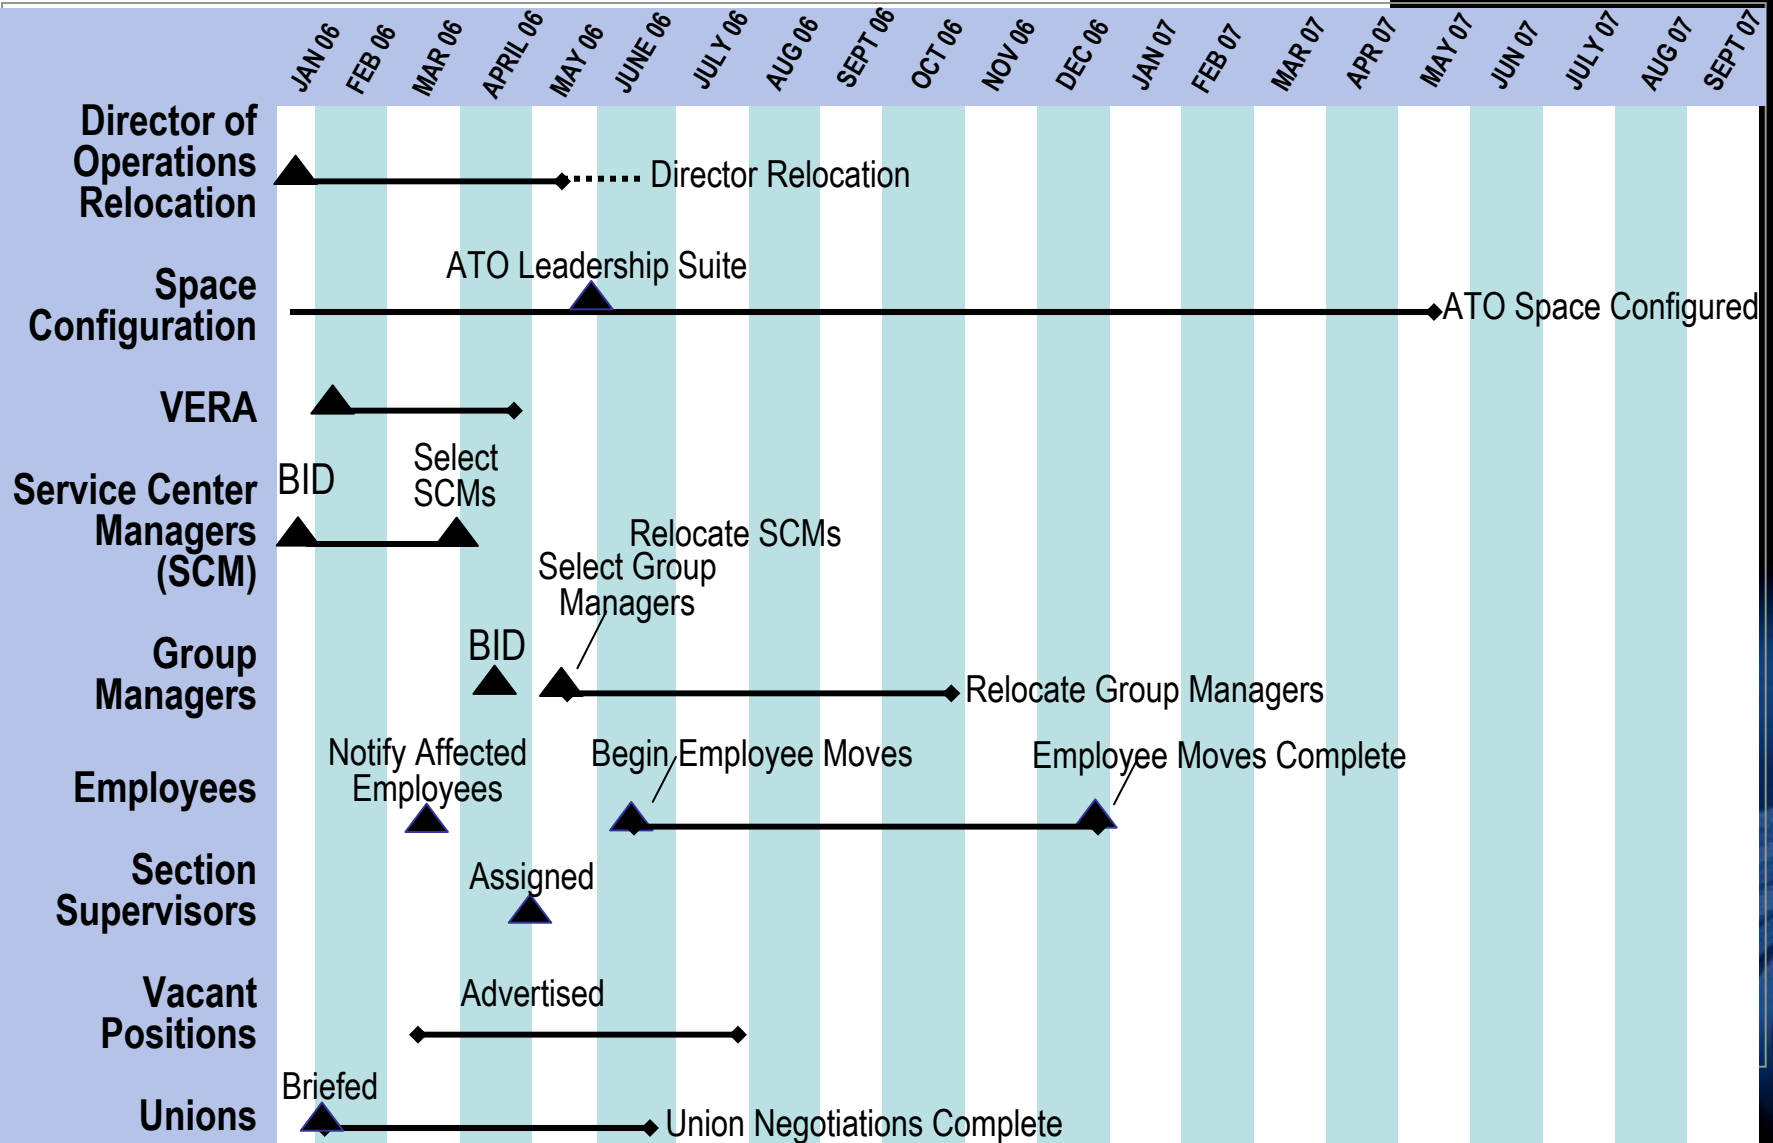 JAN 06
FEB 06
MAR 06
APRIL 06
MAY 06
JUNE 06
JULY 06
AUG 06
SEPT 06
OCT 06
NOV 06
DEC 06
JAN 07
FEB 07
MAR 07
APR 07
MAY 07
JUN 07
JULY 07
AUG 07
SEPT 07
Director of
Operations
Relocation
Director Relocation
Space
Configuration
ATO Leadership Suite
ATO Space Configured
VERA
Service Center
Managers
(SCM)
BID
Select
SCMs
Relocate SCMs
Group
Managers
BID
Select Group
Managers
Relocate Group Managers
Employees
Notify Affected
Employees
Begin Employee Moves
Employee Moves Complete
Section
Supervisors
Assigned
Vacant
Positions
Advertised
Unions
Briefed
Union Negotiations Complete